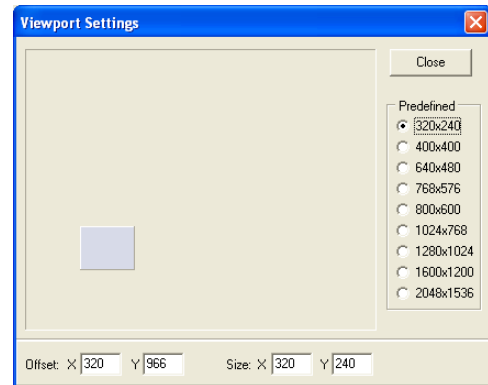 Viewport Settings
Close
Predefined
320x240
400x400
640x480
768x576
800x600
1024x768
1280x1024
1600x1200
2048x1536
Offset: X 320 Y 966 Size: X 320 Y 240